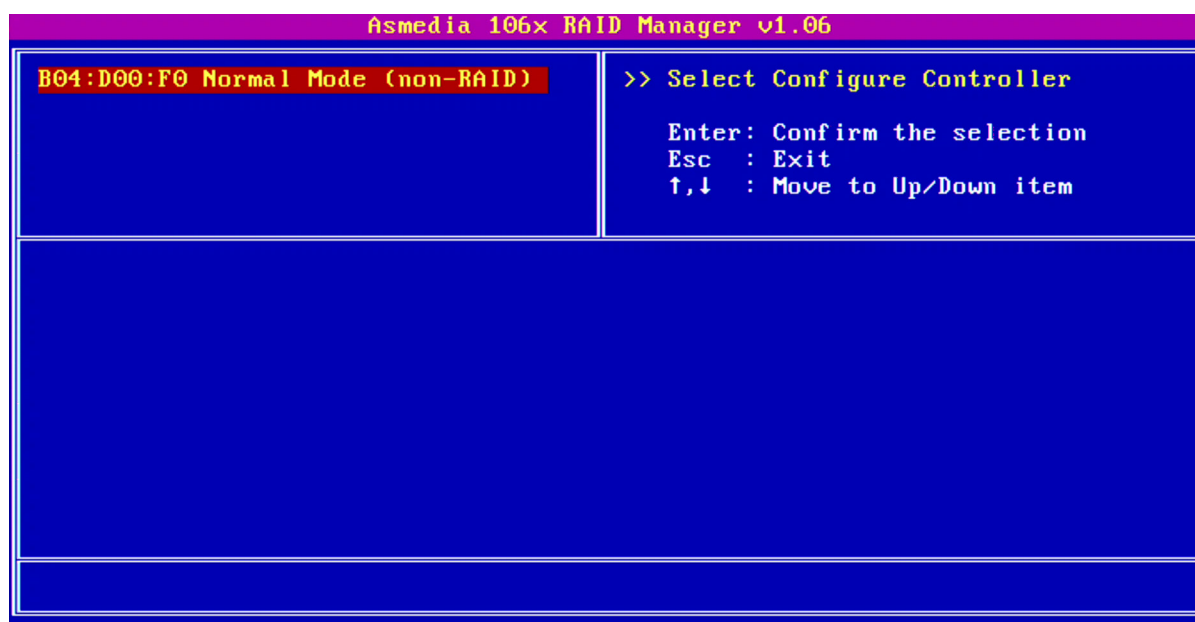 Asmedia 106x RAID Manager v1.06
B04:D00:F0 Normal Mode (non-RAID)
>> Select Configure Controller
Enter: Confirm the selection
Esc : Exit
↑,↓ : Move to Up/Down item